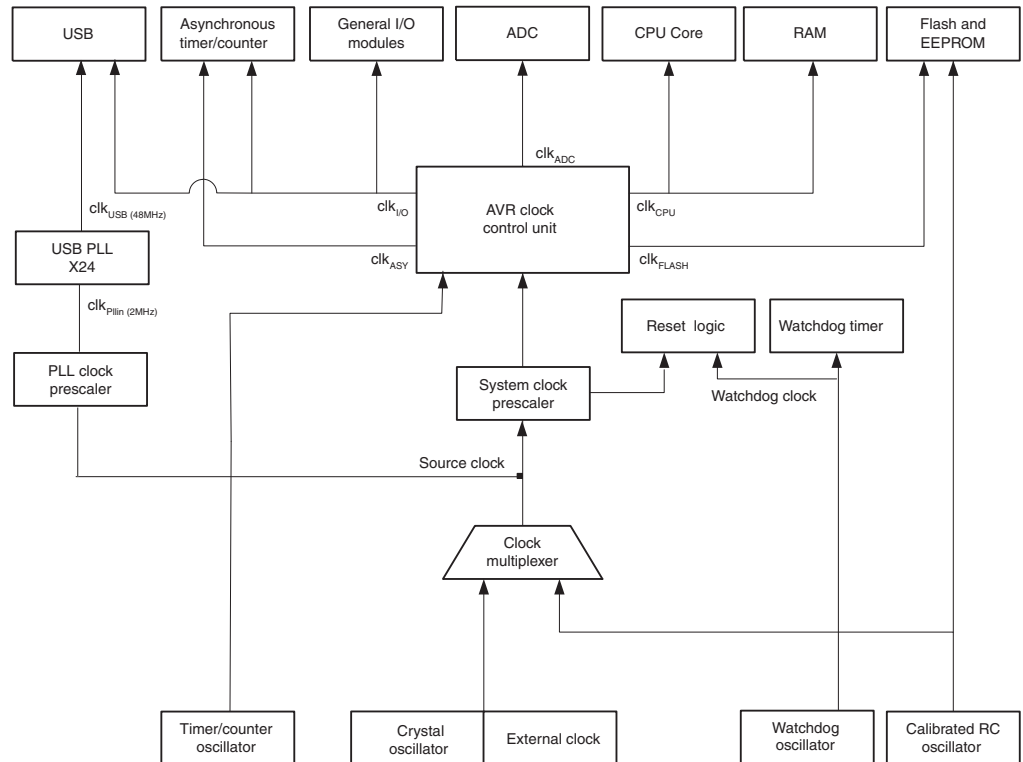 USB
Asynchronous
timer/counter
General I/O
modules
ADC
CPU Core
RAM
Flash and
EEPROM
clkADC
clkI/O
AVR clock
control unit
clkCPU
clkUSB (48MHz)
USB PLL
X24
clkASY
clkFLASH
clkPllin (2MHz)
Reset logic
Watchdog timer
PLL clock
prescaler
System clock
prescaler
Watchdog clock
Source clock
Clock
multiplexer
Timer/counter
oscillator
Crystal
oscillator
External clock
Watchdog
oscillator
Calibrated RC
oscillator